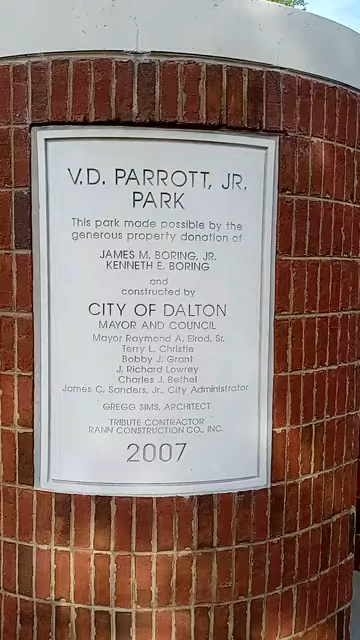 V.D. PARROTT, JR.
PARK
This park made possible by the
generous property donation of
JAMES M. BORING, JR.
KENNETH E. BORING
and
constructed by
CITY OF DALTON
MAYOR AND COUNCIL
Mayor Raymond A. Elrod, Sr.
Terry L. Christie
Bobby J. Grant
J. Richard Lowrey
Charles J. Bethel
James C. Sanders, Jr., City Administrator
GREGG SIMS, ARCHITECT
TRIBUTE CONTRACTOR
RANN CONSTRUCTION CO., INC.
2007